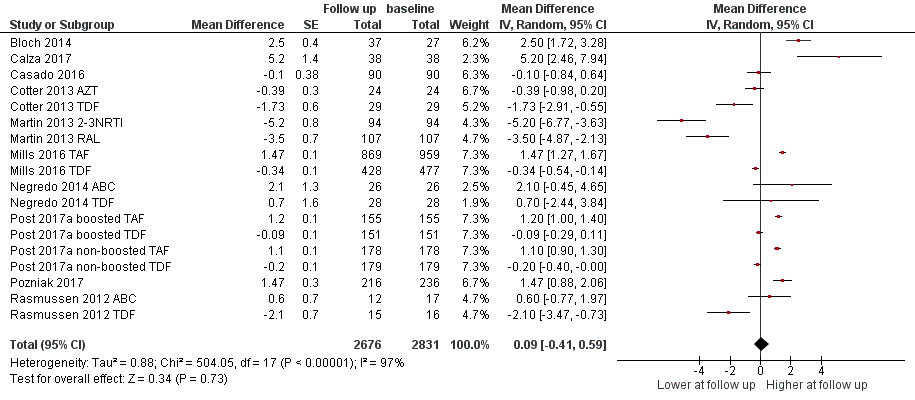 Follow up baseline Mean Difference Mean Difference
Study or Subgroup Mean Difference SE Total Total Weight IV, Random, 95% CI IV, Random, 95% CI
Bloch 2014 2.5 0.4 37 27 6.2% 2.50 [1.72, 3.28]
Calza 2017 5.2 1.4 38 38 2.3% 5.20 [2.46, 7.94]
Casado 2016 -0.1 0.38 90 90 6.3% -0.10 [-0.84, 0.64]
Cotter 2013 AZT -0.39 0.3 24 24 6.7% -0.39 [-0.98, 0.20]
Cotter 2013 TDF -1.73 0.6 29 29 5.2% -1.73 [-2.91, -0.55]
Martin 2013 2-3NRTI -5.2 0.8 94 94 4.2% -5.20 [-6.77, -3.63]
Martin 2013 RAL -3.5 0.7 107 107 4.7% -3.50 [-4.87, -2.13]
Mills 2016 TAF 1.47 0.1 869 959 7.3% 1.47 [1.27, 1.67]
Mills 2016 TDF -0.34 0.1 428 477 7.3% -0.34 [-0.54, -0.14]
Negredo 2014 ABC 2.1 1.3 26 26 2.5% 2.10 [-0.45, 4.65]
Negredo 2014 TDF 0.7 1.6 28 28 1.9% 0.70 [-2.44, 3.84]
Post 2017a boosted TAF 1.2 0.1 155 155 7.3% 1.20 [1.00, 1.40]
Post 2017a boosted TDF -0.09 0.1 151 151 7.3% -0.09 [-0.29, 0.11]
Post 2017a non-boosted TAF 1.1 0.1 178 178 7.3% 1.10 [0.90, 1.30]
Post 2017a non-boosted TDF -0.2 0.1 179 179 7.3% -0.20 [-0.40, -0.00]
Pozniak 2017 1.47 0.3 216 236 6.7% 1.47 [0.88, 2.06]
Rasmussen 2012 ABC 0.6 0.7 12 17 4.7% 0.60 [-0.77, 1.97]
Rasmussen 2012 TDF -2.1 0.7 15 16 4.7% -2.10 [-3.47, -0.73]
Total (95% CI) 2676 2831 100.0% 0.09 [-0.41, 0.59]
Heterogeneity: Tau² = 0.88; Chi² = 504.05, df = 17 (P < 0.00001); I² = 97%
Test for overall effect: Z = 0.34 (P = 0.73)
-4 -2 0 2 4
Lower at follow up Higher at follow up